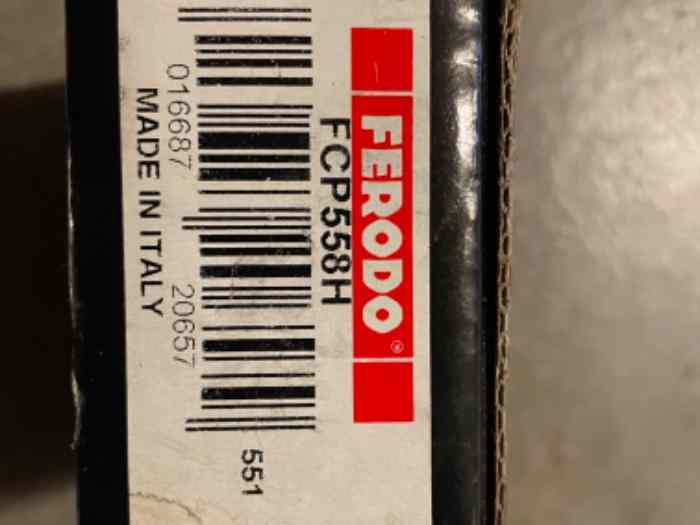 FERODO®
FCP558H
016687 20657
MADE IN ITALY
551